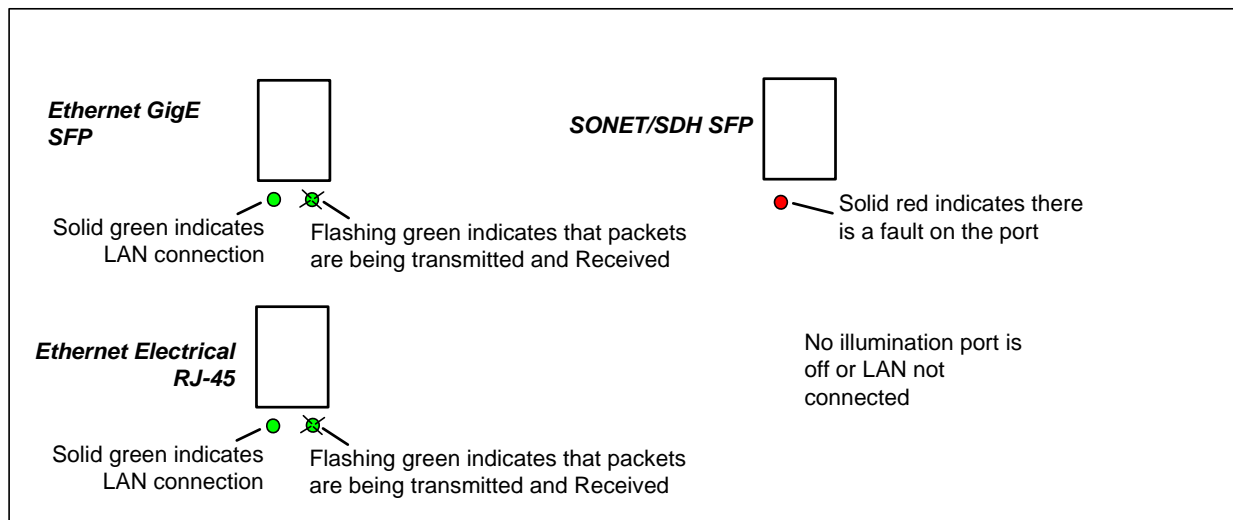 Ethernet GigE
SFP
Solid green indicates
LAN connection
Flashing green indicates that packets
are being transmitted and Received
SONET/SDH SFP
Solid red indicates there
is a fault on the port
Ethernet Electrical
RJ-45
Solid green indicates
LAN connection
Flashing green indicates that packets
are being transmitted and Received
No illumination port is
off or LAN not
connected